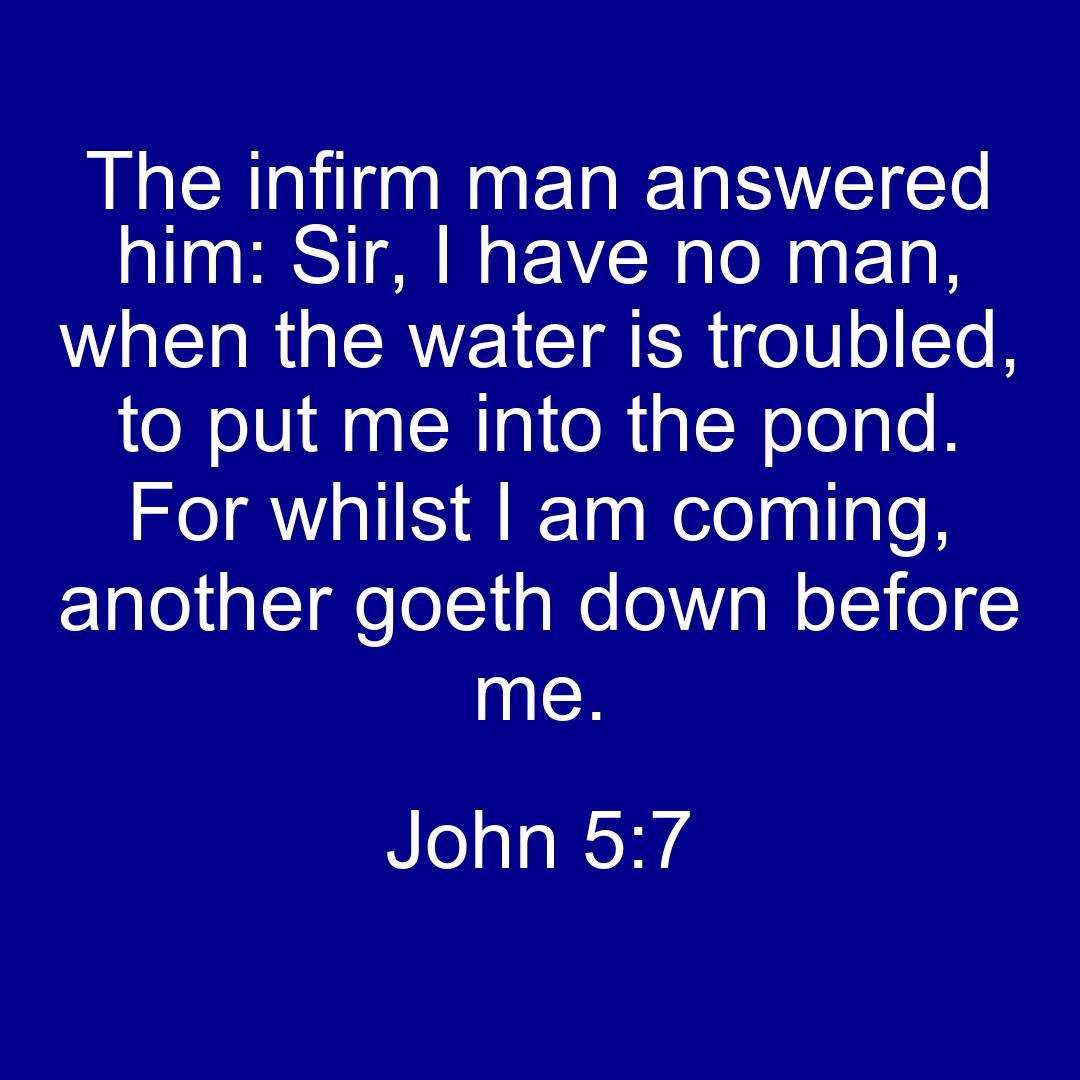 The infirm man answered
him: Sir, I have no man,
when the water is troubled,
to put me into the pond.
For whilst I am coming,
another goeth down before
me.
John 5:7